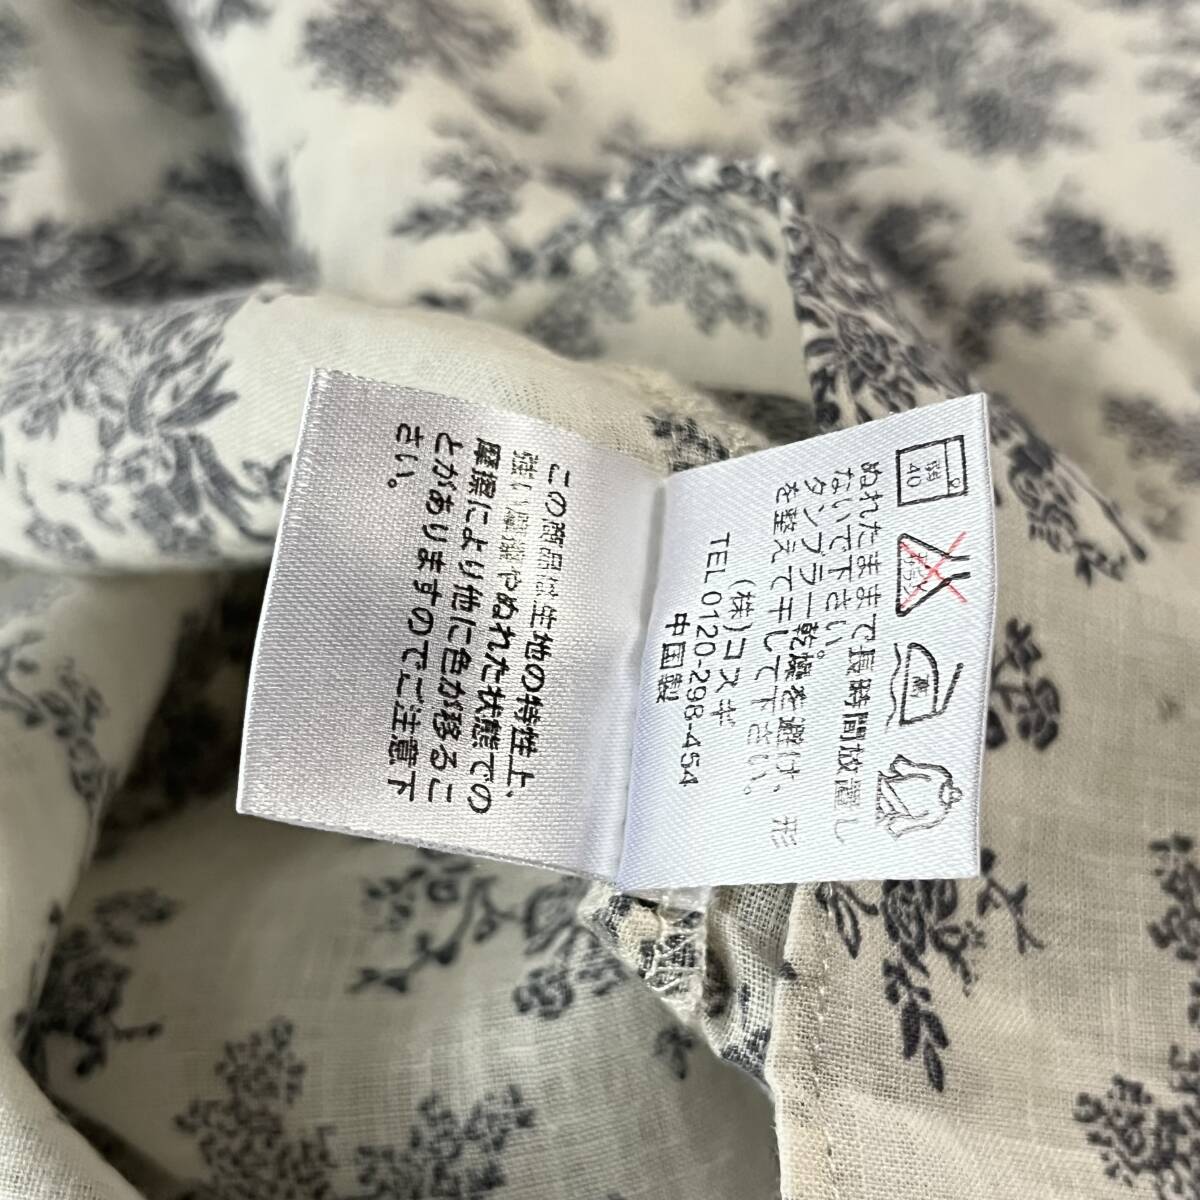 弱
40
ぬれたままで長時間放置し
ないで下さい。
タンブラー乾燥を避け、形
を整えて干して下さい。
(株)コスギ
TEL 0120-298-454
中国製
この商品は生地の特性上、
強い摩擦やぬれた状態での
摩擦により他に色が移るこ
とがありますのでご注意下
さい。